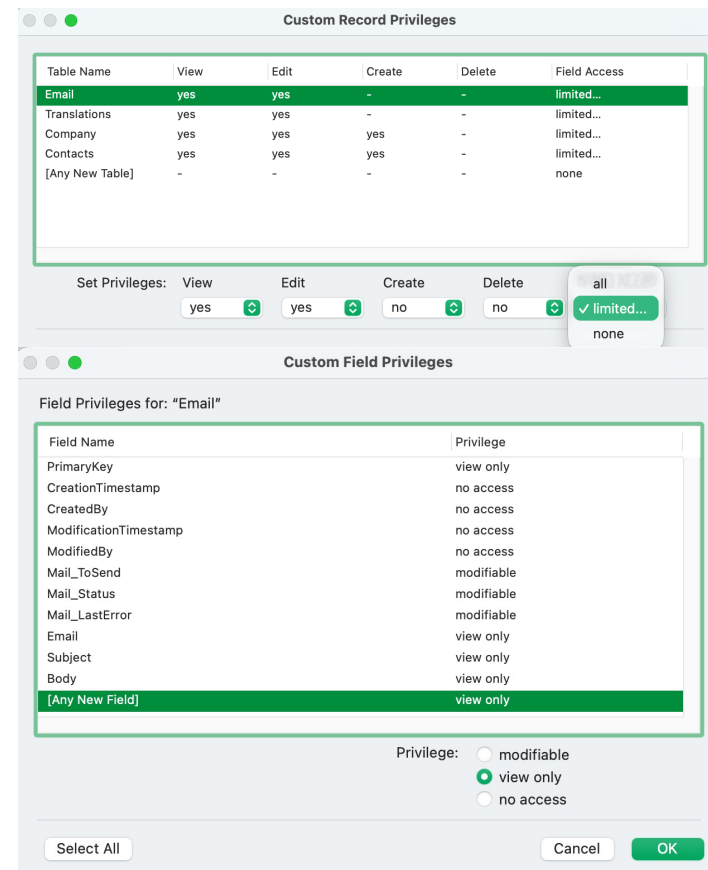 Custom Record Privileges
Table Name View Edit Create Delete Field Access
Email yes yes - - limited...
Translations yes yes - - limited...
Company yes yes yes - limited...
Contacts yes yes yes - limited...
[Any New Table] - - - - none
Set Privileges: View Edit Create Delete all
yes yes no no ✓ limited...
none
Custom Field Privileges
Field Privileges for: “Email”
Field Name Privilege
PrimaryKey view only
CreationTimestamp no access
CreatedBy no access
ModificationTimestamp no access
ModifiedBy no access
Mail_ToSend modifiable
Mail_Status modifiable
Mail_LastError modifiable
Email view only
Subject view only
Body view only
[Any New Field] view only
Privilege: modifiable
view only
no access
Select All Cancel OK